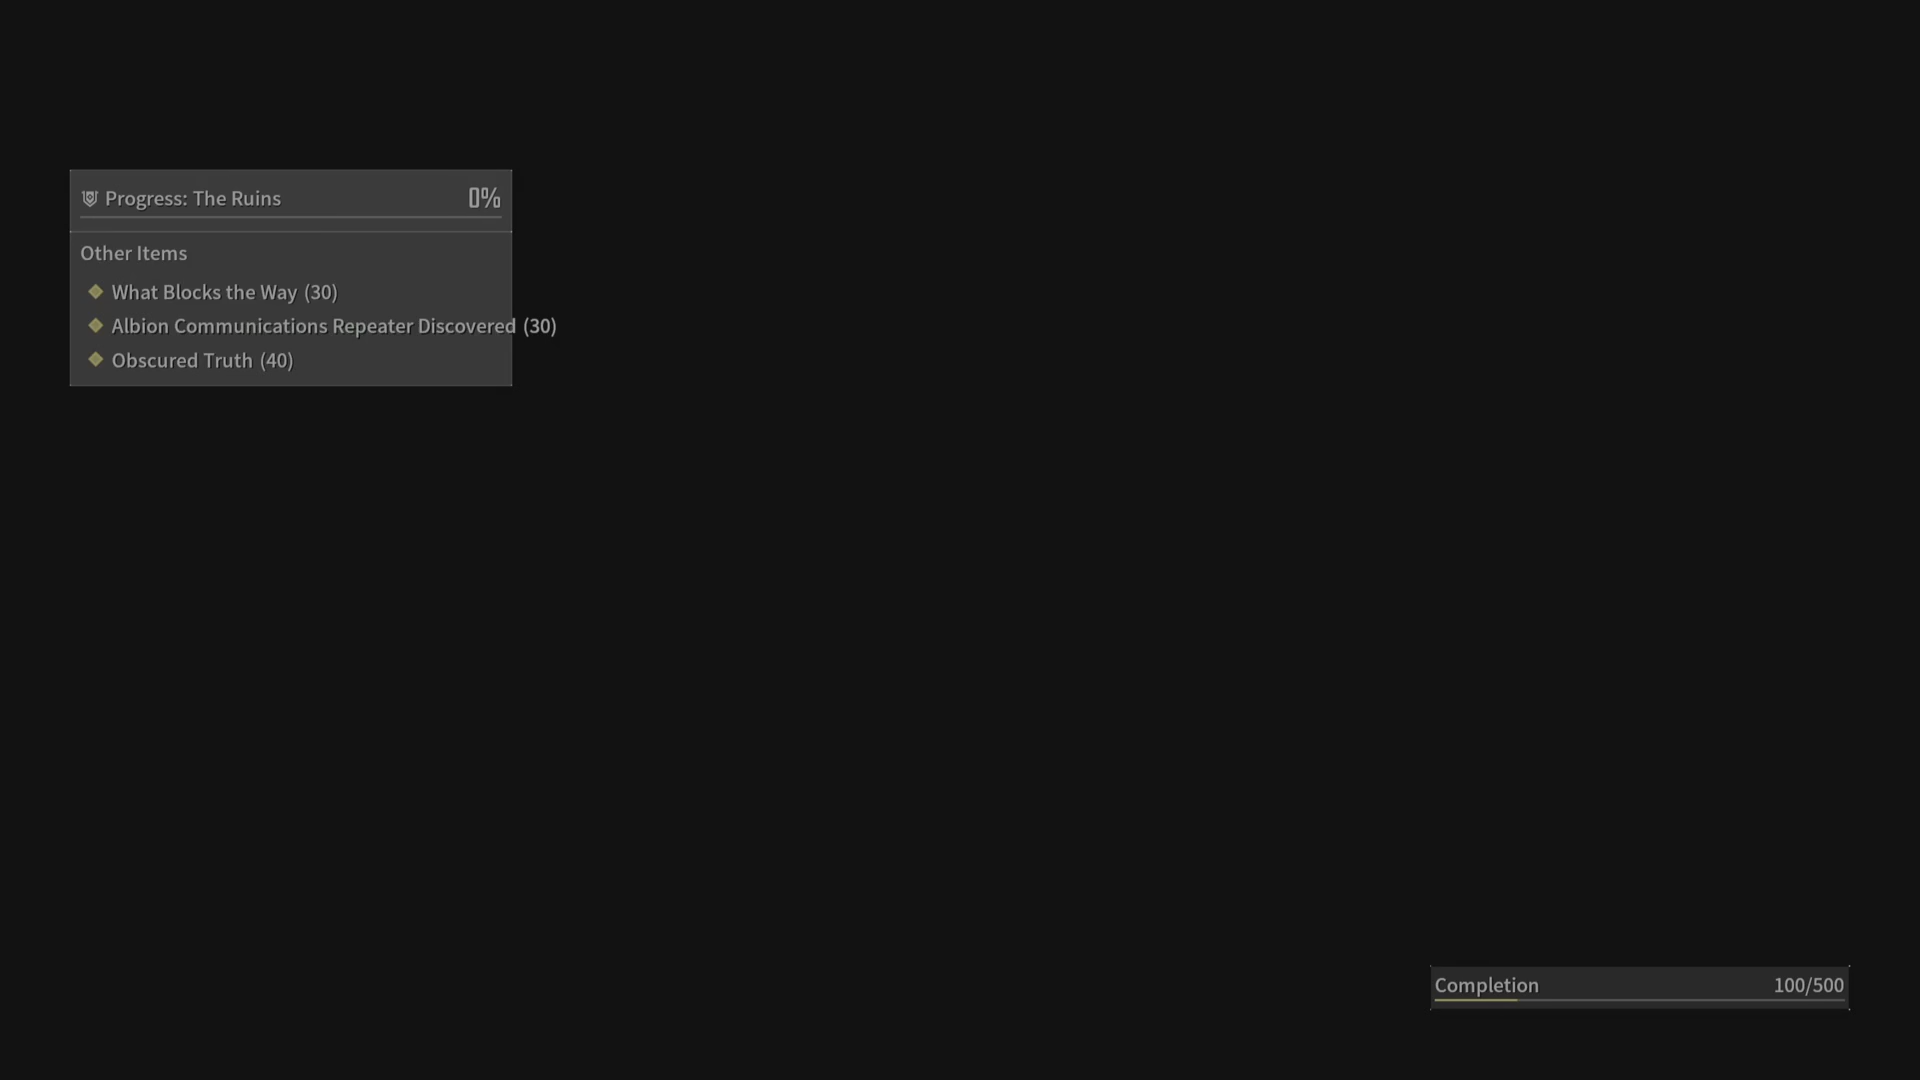 Progress: The Ruins 0%
Other Items
What Blocks the Way (30)
Albion Communications Repeater Discovered (30)
Obscured Truth (40)
Completion 100/500